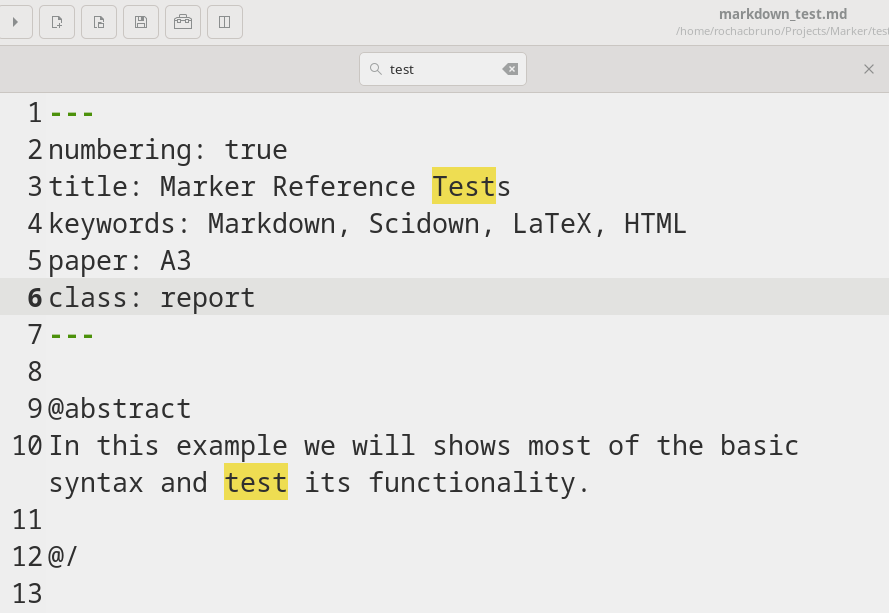 markdown_test.md
/home/rochacbruno/Projects/Marker/test
test
1 ---
2 numbering: true
3 title: Marker Reference Tests
4 keywords: Markdown, Scidown, LaTeX, HTML
5 paper: A3
6 class: report
7 ---
8
9 @abstract
10 In this example we will shows most of the basic
syntax and test its functionality.
11
12 @/
13